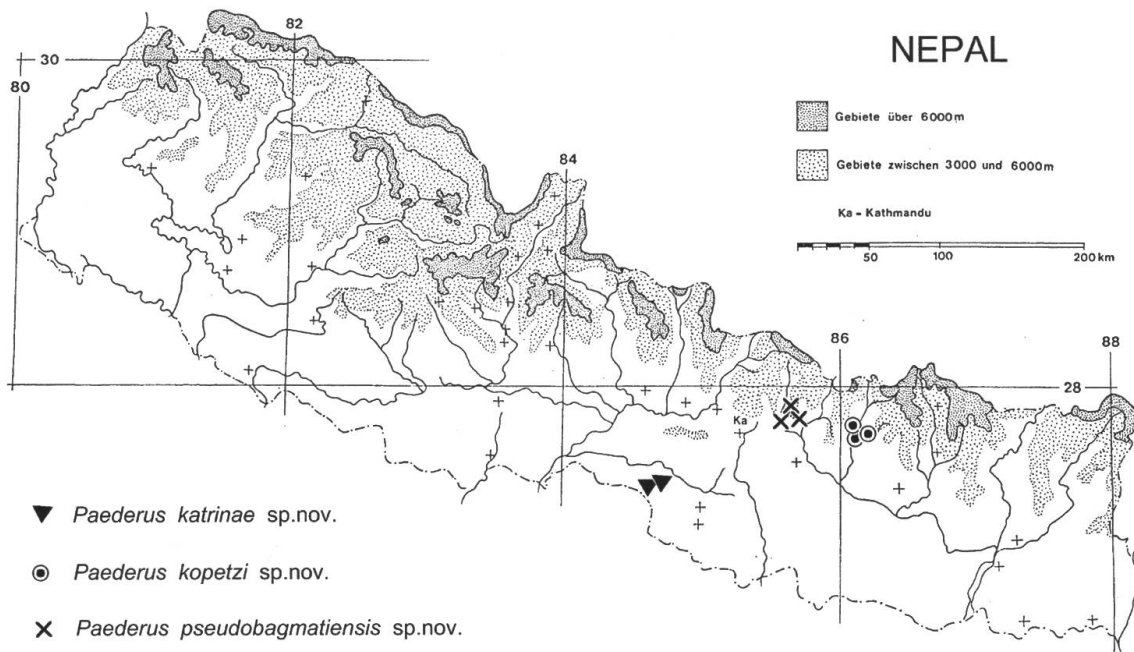 NEPAL
82
30
80
Gebiete über 6000m
Gebiete zwischen 3000 und 6000m
84
Ka - Kathmandu
50 100 200 km
86
88
28
Ka
Paederus katrinae sp.nov.
Paederus kopetzi sp.nov.
Paederus pseudobagmatiensis sp.nov.